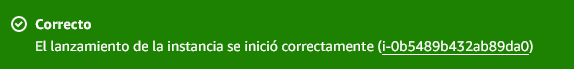 Correcto
El lanzamiento de la instancia se inició correctamente (i-0b5489b432ab89da0)